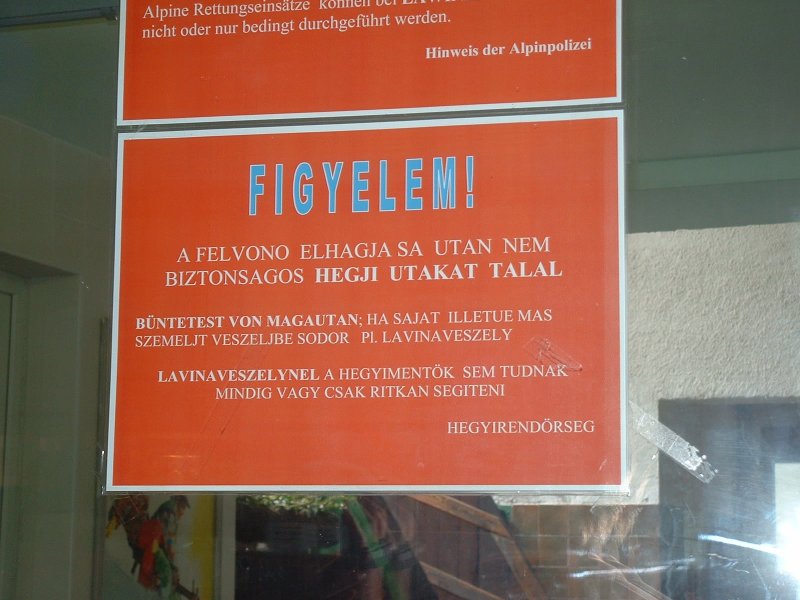 Alpine Rettungseinsätze können bei
nicht oder nur bedingt durchgeführt werden.
Hinweis der Alpinpolizei
FIGYELEM!
A FELVONO ELHAGJA SA UTAN NEM
BIZTONSAGOS HEGJI UTAKAT TALAL
BÜNTETEST VON MAGAUTAN; HA SAJAT ILLETUE MAS
SZEMELJT VESZELJBE SODOR Pl. LAVINAVESZELY
LAVINAVESZELYNEL A HEGYIMENTÖK SEM TUDNAK
MINDIG VAGY CSAK RITKAN SEGITENI
HEGYIRENDÖRSEG